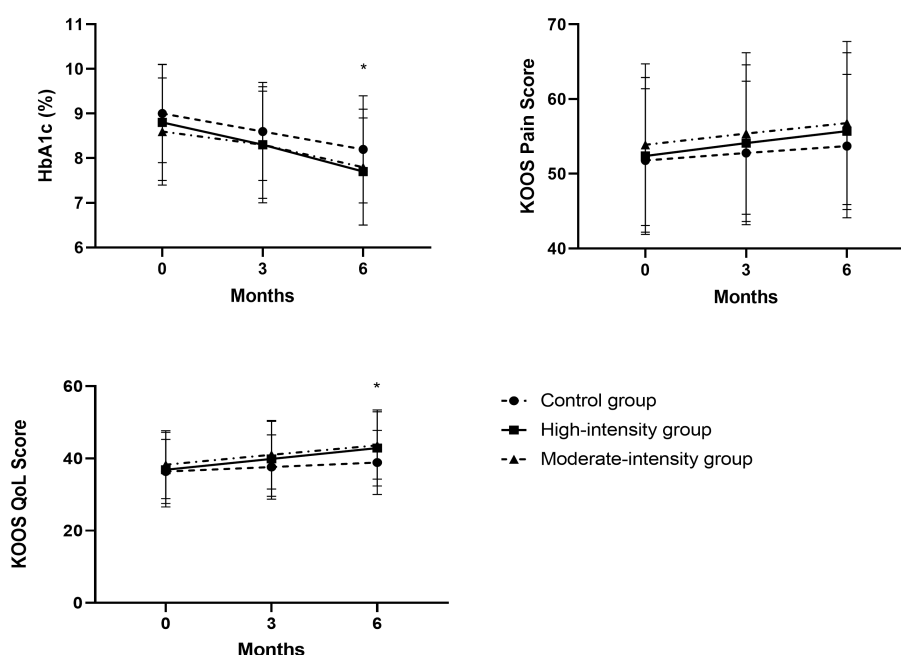 HbA1c (%)
11
10
9
8
7
6
*
0 3 6
Months
KOOS Pain Score
70
60
50
40
0 3 6
Months
KOOS QoL Score
60
40
20
0
*
0 3 6
Months
Control group
High-intensity group
Moderate-intensity group